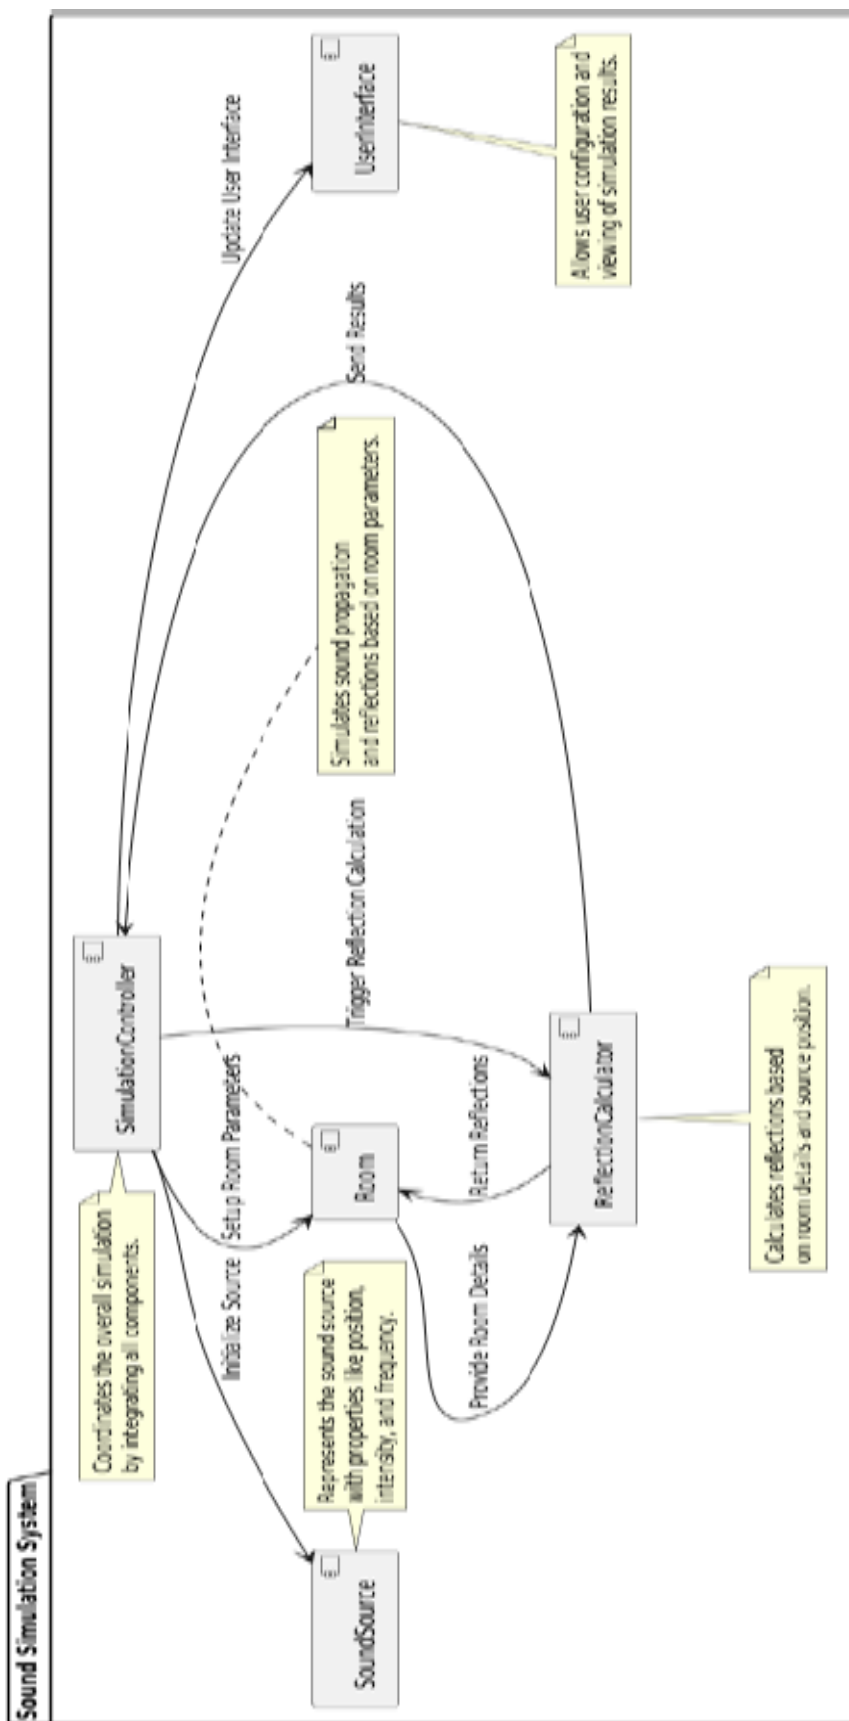 Sound Simulation System
Coordinates the overall simulation
by integrating all components.
SimulationController
Initialize Source
Setup Room Parameters
Update User Interface
SoundSource
Represents the sound source
with properties like position,
intensity, and frequency.
Room
Trigger Reflection Calculation
Simulates sound propagation
and reflections based on room parameters.
Send Results
UserInterface
Provide Room Details
Return Reflections
Allows user configuration and
viewing of simulation results.
ReflectionCalculator
Calculates reflections based
on room details and source position.